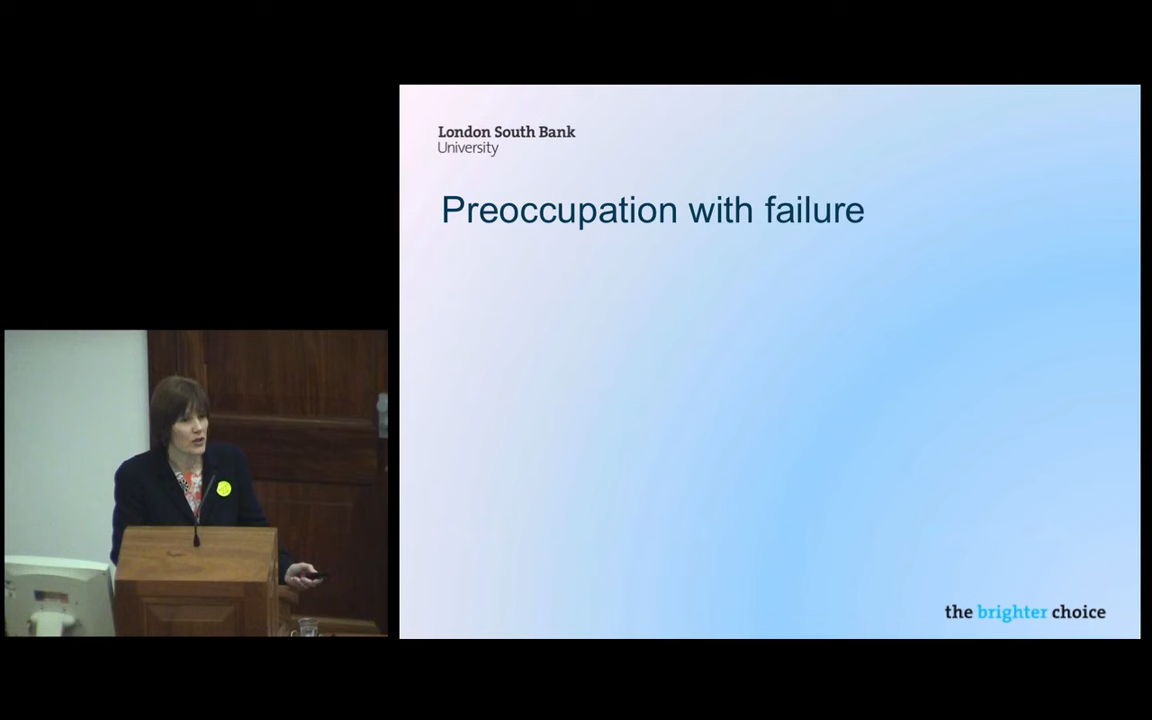 London South Bank
University
Preoccupation with failure
the brighter choice